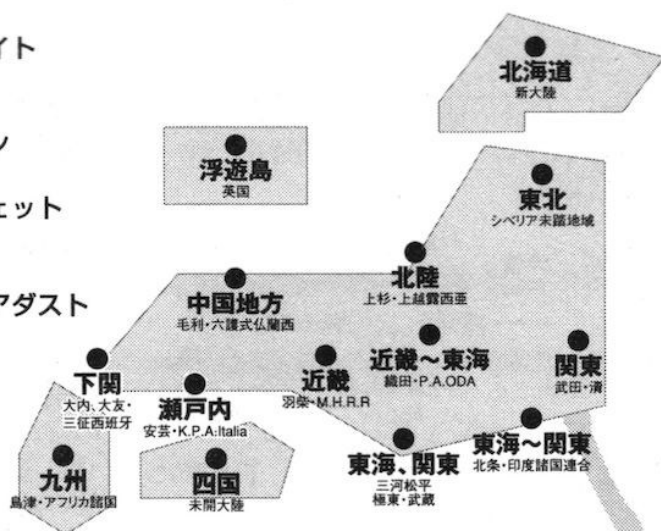 イト
ン
ェット
アダスト
北海道
新大陸
浮遊島
英国
東北
シベリア未踏地域
北陸
上杉・上越露西亜
中国地方
毛利・六護式仏蘭西
近畿～東海
織田・P.A.ODA
関東
武田・清
下関
大内、大友・
三征西班牙
瀬戸内
安芸・K.P.A.Italia
近畿
羽柴・M.H.R.R
九州
島津・アフリカ諸国
四国
未開大陸
東海、関東
三河松平
極東・武蔵
東海～関東
北条・印度諸国連合